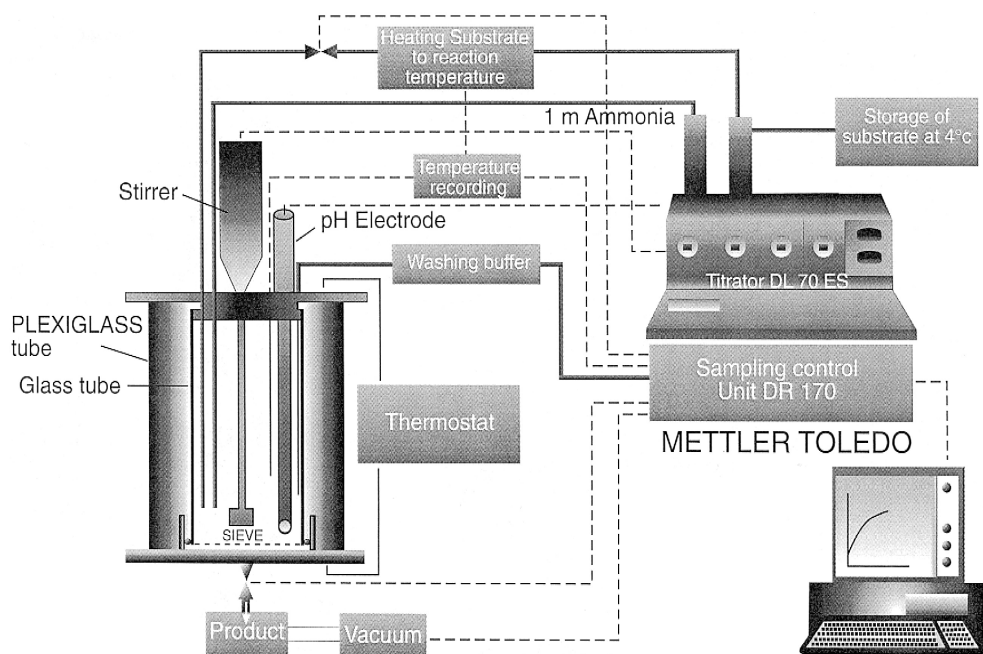 Heating Substrate
to reaction
temperature
1 m Ammonia
Storage of
substrate at 4°c
Stirrer
Temperature
recording
pH Electrode
Washing buffer
Titrator DL 70 ES
PLEXIGLASS
tube
Glass tube
Sampling control
Unit DR 170
Thermostat
METTLER TOLEDO
SIEVE
Product
Vacuum